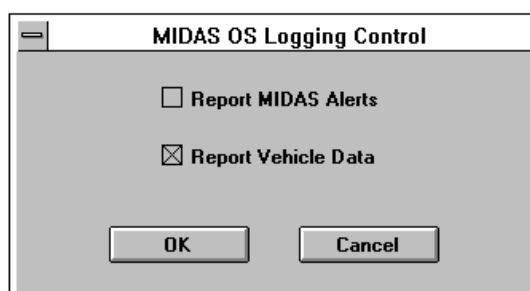 MIDAS OS Logging Control
Report MIDAS Alerts
Report Vehicle Data
OK Cancel